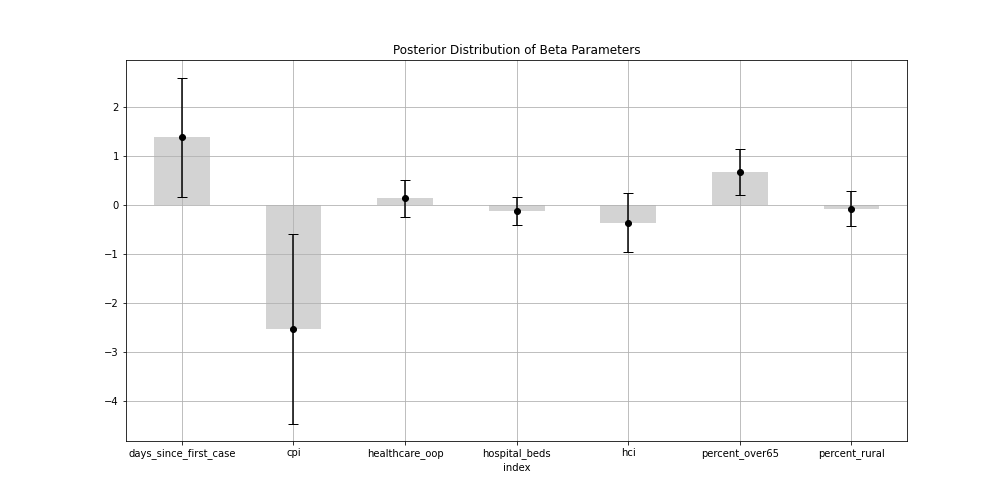 Posterior Distribution of Beta Parameters
2
1
0
−1
−2
−3
−4
days_since_first_case cpi healthcare_oop hospital_beds hci percent_over65 percent_rural
index